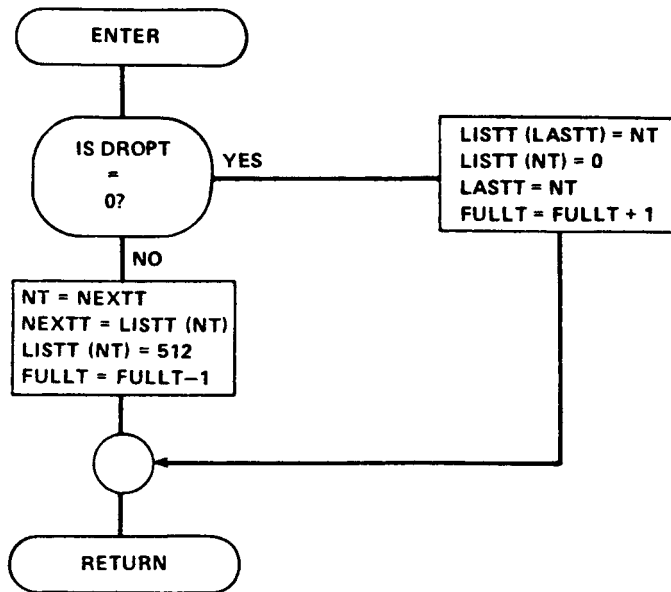 ENTER
IS DROPT
=
0?
YES
LISTT (LASTT) = NT
LISTT (NT) = 0
LASTT = NT
FULLT = FULLT + 1
NO
NT = NEXTT
NEXTT = LISTT (NT)
LISTT (NT) = 512
FULLT = FULLT–1
RETURN